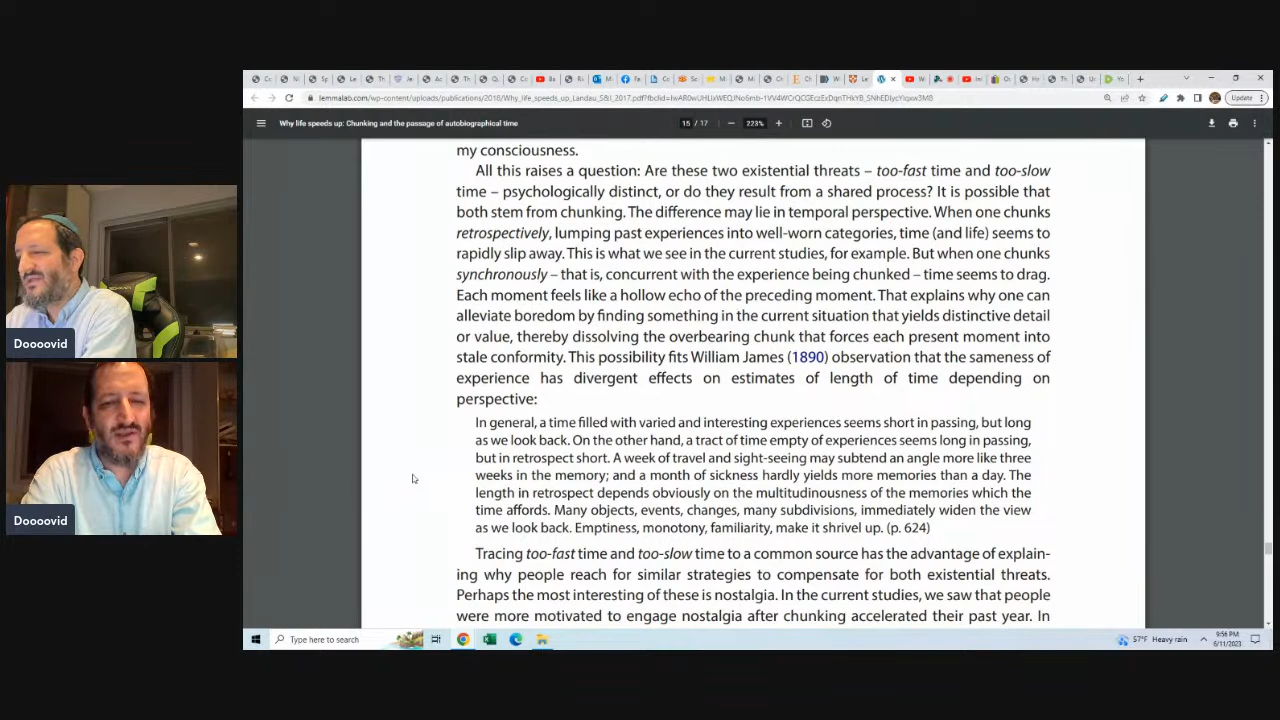 lemmalab.com/wp-content/uploads/publications/2018/Why_life_speeds_up_Landau_S&I_2017.pdf
Update
Why life speeds up: Chunking and the passage of autobiographical time
15 / 17
223%
my consciousness.
All this raises a question: Are these two existential threats – too-fast time and too-slow
time – psychologically distinct, or do they result from a shared process? It is possible that
both stem from chunking. The difference may lie in temporal perspective. When one chunks
retrospectively, lumping past experiences into well-worn categories, time (and life) seems to
rapidly slip away. This is what we see in the current studies, for example. But when one chunks
synchronously – that is, concurrent with the experience being chunked – time seems to drag.
Each moment feels like a hollow echo of the preceding moment. That explains why one can
alleviate boredom by finding something in the current situation that yields distinctive detail
or value, thereby dissolving the overbearing chunk that forces each present moment into
stale conformity. This possibility fits William James (1890) observation that the sameness of
experience has divergent effects on estimates of length of time depending on
perspective:
In general, a time filled with varied and interesting experiences seems short in passing, but long
as we look back. On the other hand, a tract of time empty of experiences seems long in passing,
but in retrospect short. A week of travel and sight-seeing may subtend an angle more like three
weeks in the memory; and a month of sickness hardly yields more memories than a day. The
length in retrospect depends obviously on the multitudinousness of the memories which the
time affords. Many objects, events, changes, many subdivisions, immediately widen the view
as we look back. Emptiness, monotony, familiarity, make it shrivel up. (p. 624)
Tracing too-fast time and too-slow time to a common source has the advantage of explain-
ing why people reach for similar strategies to compensate for both existential threats.
Perhaps the most interesting of these is nostalgia. In the current studies, we saw that people
were more motivated to engage nostalgia after chunking accelerated their past year. In
Doooovid
Doooovid
Type here to search
57°F Heavy rain
9:56 PM
6/11/2023